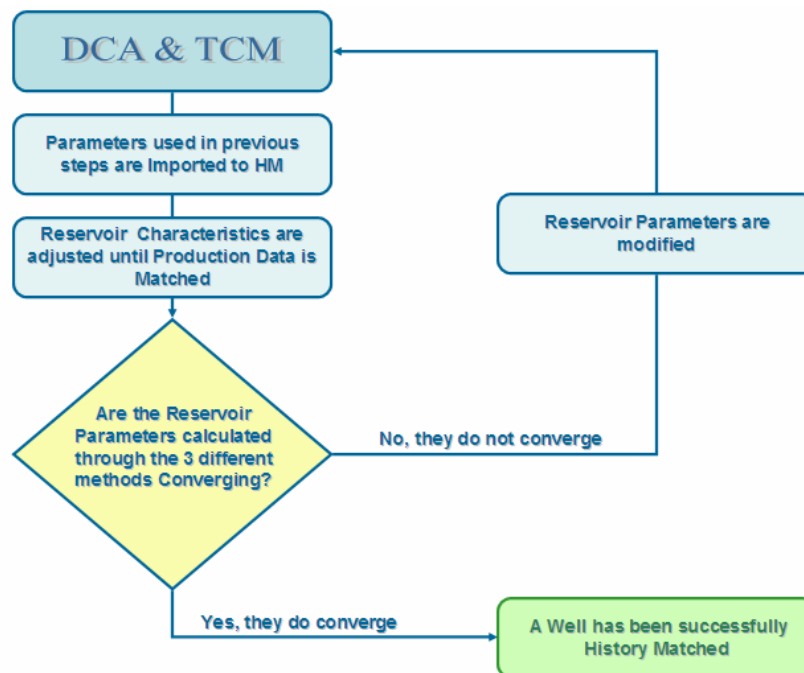 DCA & TCM
Parameters used in previous
steps are Imported to HM
Reservoir Characteristics are
adjusted until Production Data is
Matched
Reservoir Parameters are
modified
Are the Reservoir
Parameters calculated
through the 3 different
methods Converging?
No, they do not converge
Yes, they do converge
A Well has been successfully
History Matched